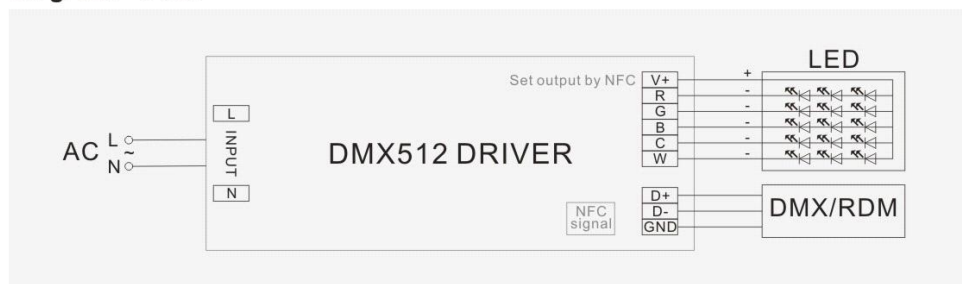 LED
Set output by NFC
V+
+
R
-
G
-
B
-
C
-
W
-
L
INPUT
N
AC
L
~
N
DMX512 DRIVER
NFC
signal
D+
D-
GND
DMX/RDM